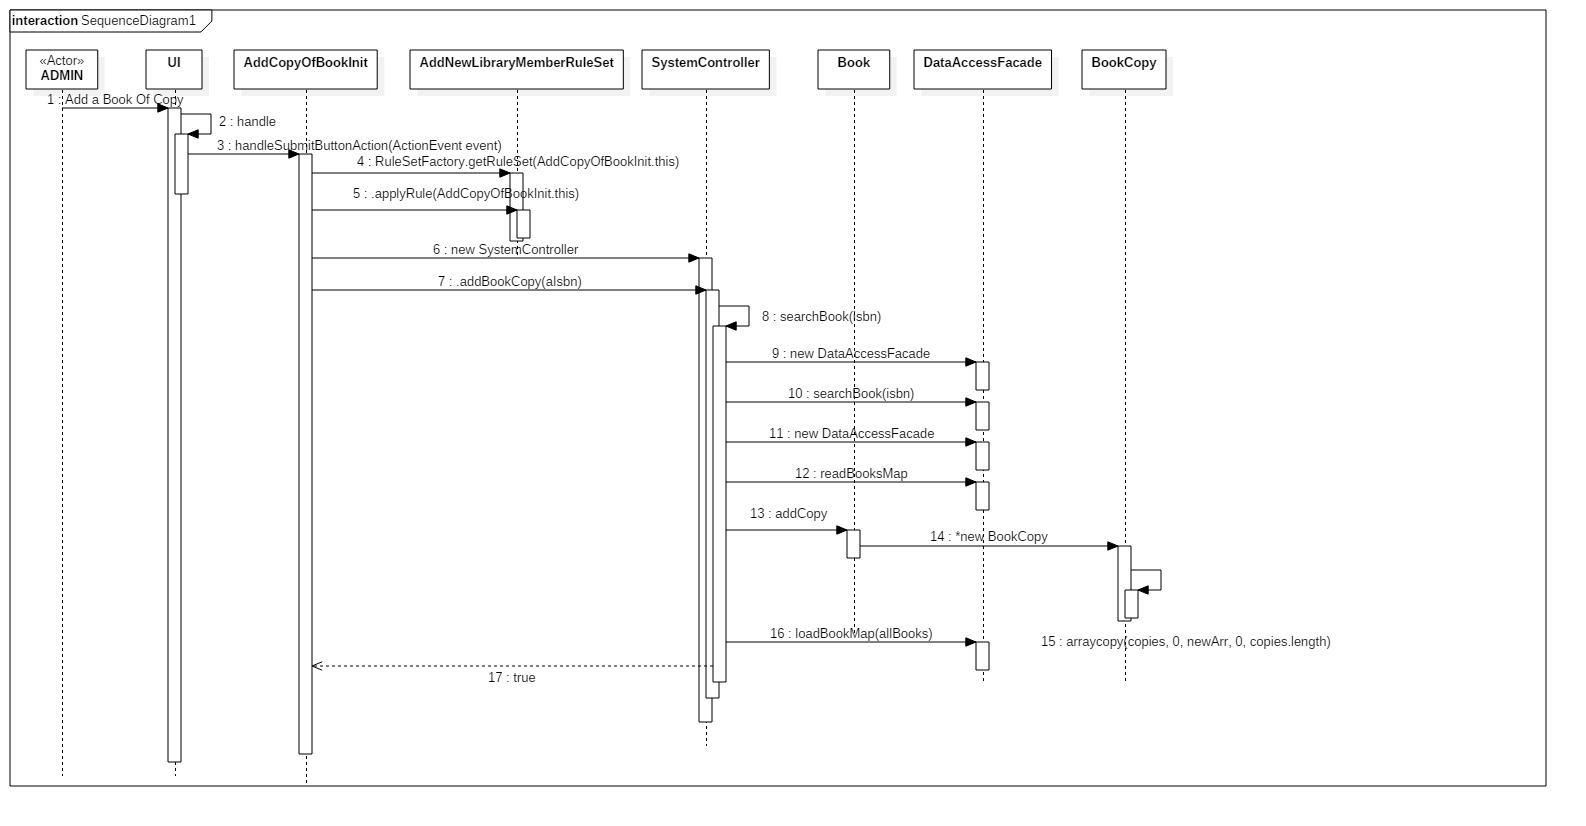 interaction SequenceDiagram1
«Actor»
ADMIN
UI
AddCopyOfBookInit
AddNewLibraryMemberRuleSet
SystemController
Book
DataAccessFacade
BookCopy
1 : Add a Book Of Copy
2 : handle
3 : handleSubmitButtonAction(ActionEvent event)
4 : RuleSetFactory.getRuleSet(AddCopyOfBookInit.this)
5 : .applyRule(AddCopyOfBookInit.this)
6 : new SystemController
7 : .addBookCopy(aIsbn)
8 : searchBook(isbn)
9 : new DataAccessFacade
10 : searchBook(isbn)
11 : new DataAccessFacade
12 : readBooksMap
13 : addCopy
14 : *new BookCopy
16 : loadBookMap(allBooks)
15 : arraycopy(copies, 0, newArr, 0, copies.length)
17 : true